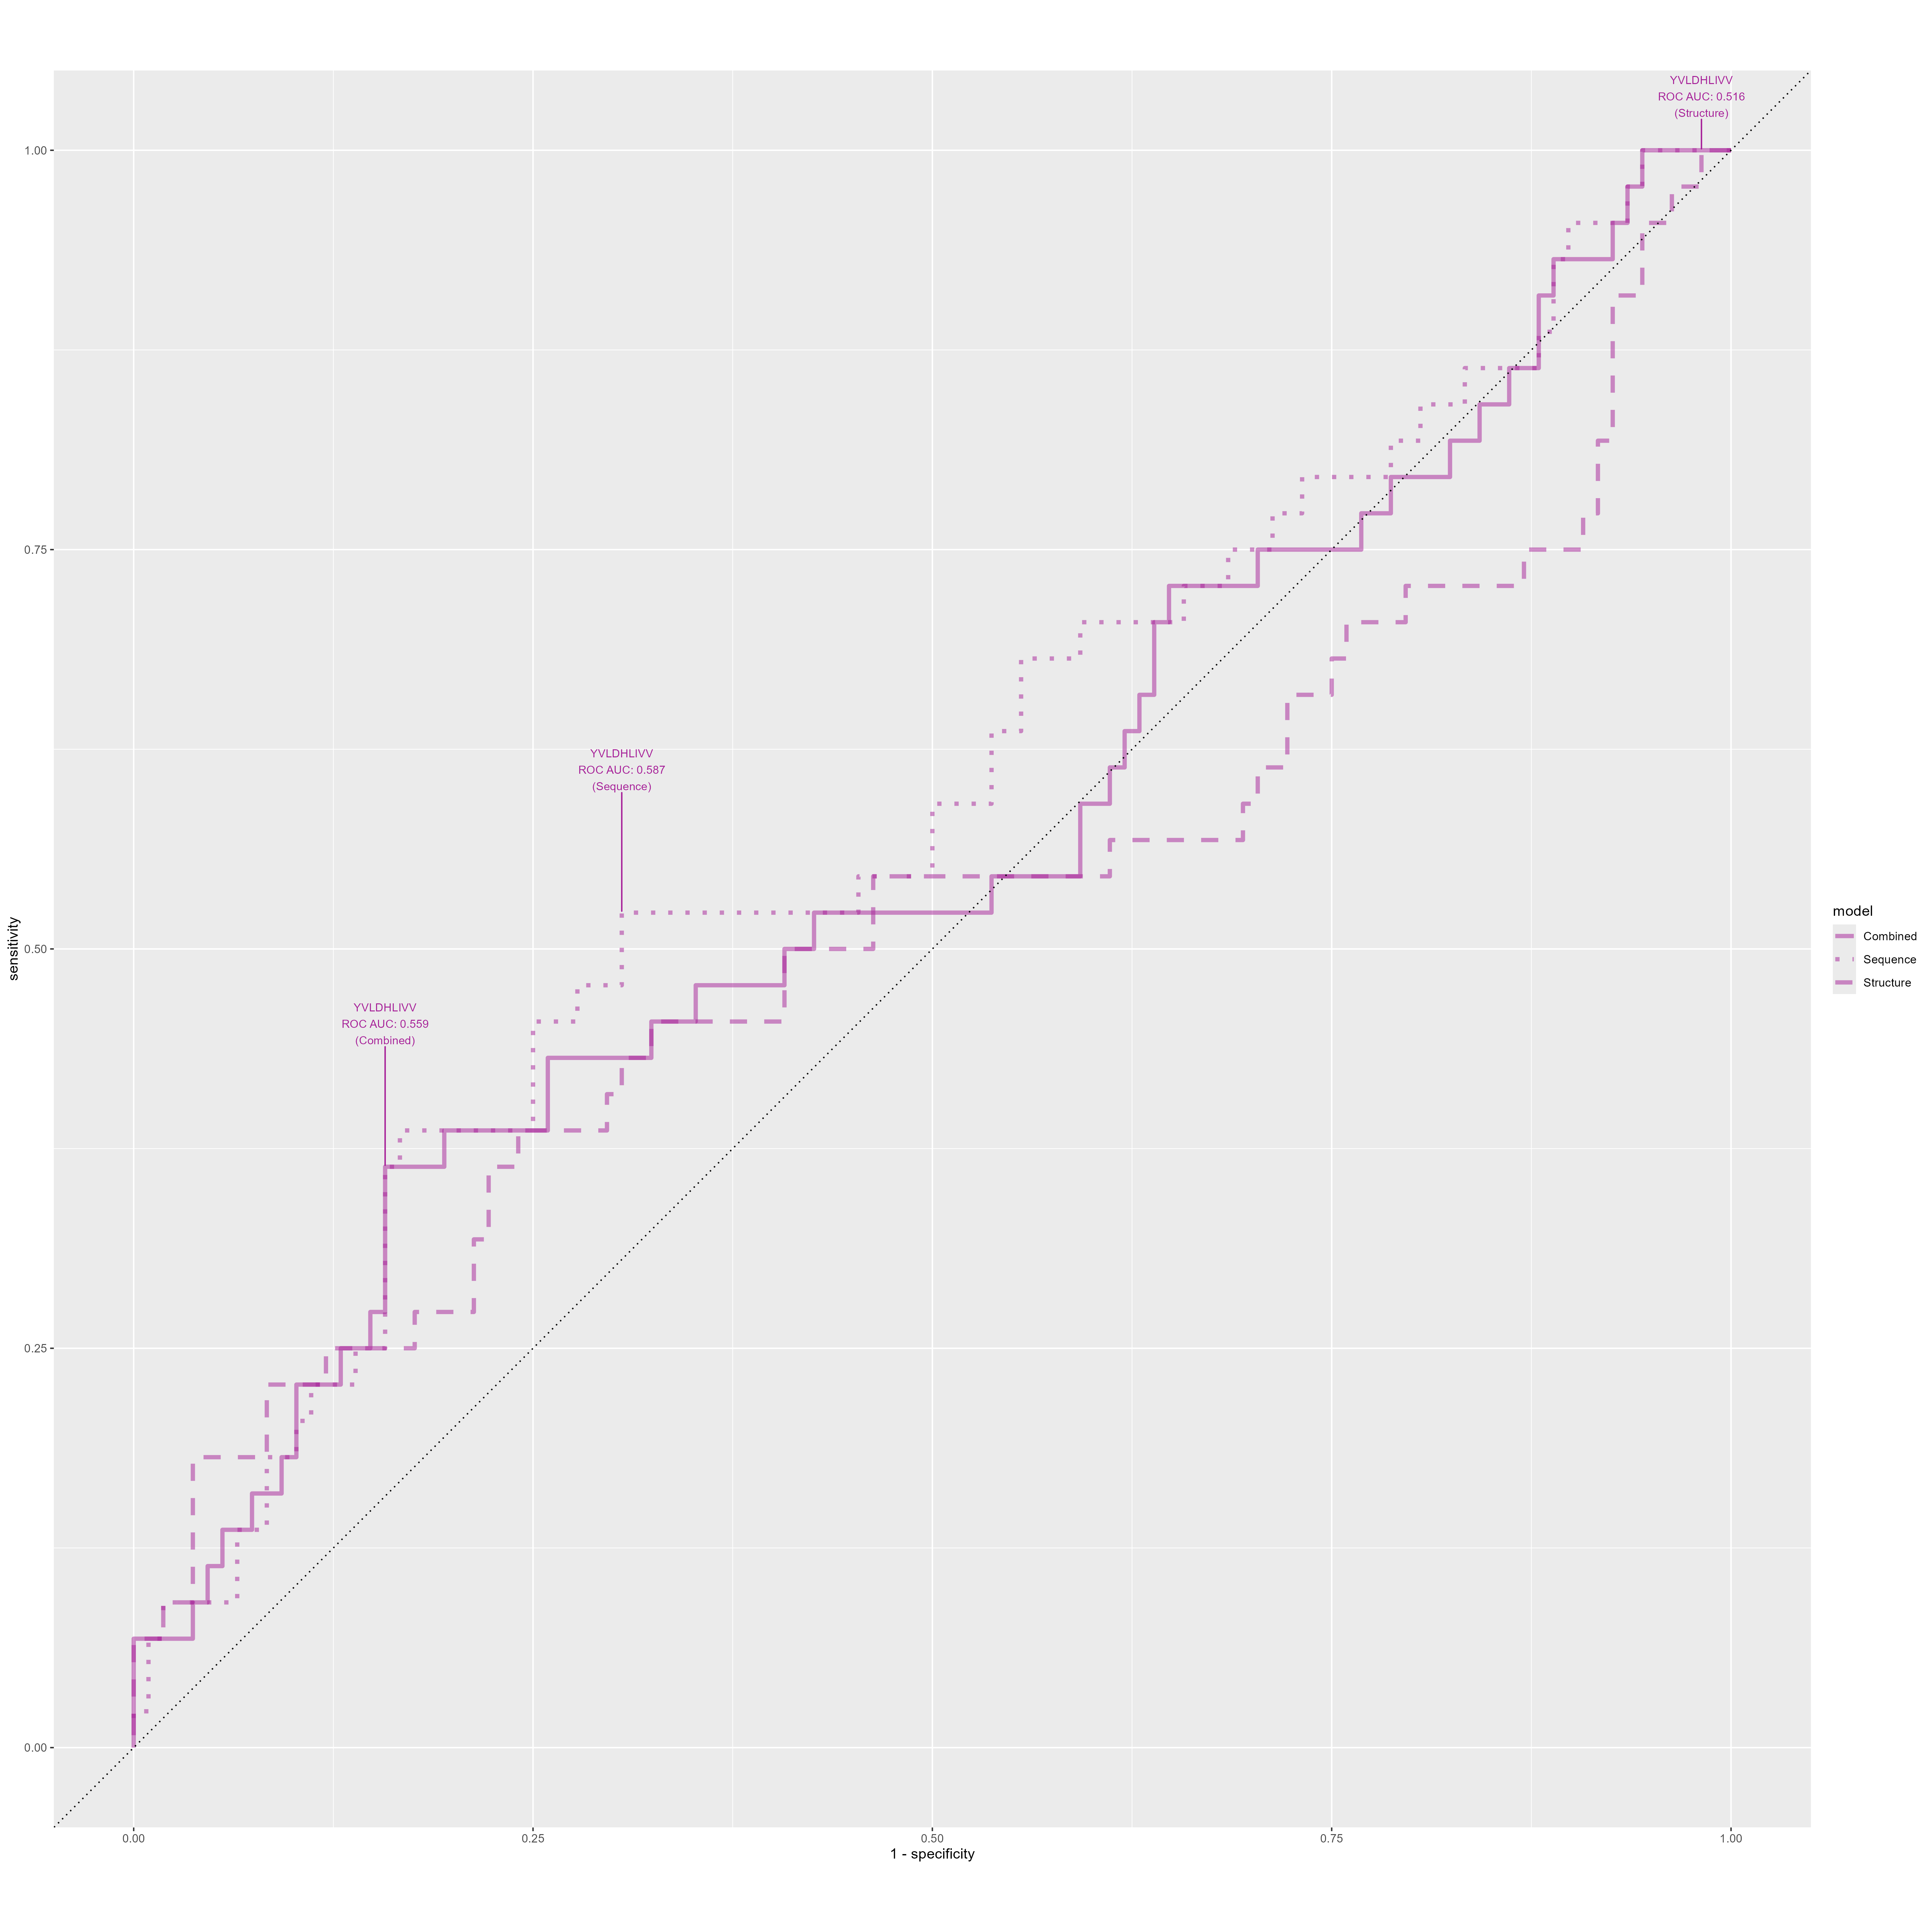 YVLDHLIVV
ROC AUC: 0.516
(Structure)
1.00
0.75
YVLDHLIVV
ROC AUC: 0.587
(Sequence)
sensitivity
0.50
YVLDHLIVV
ROC AUC: 0.559
(Combined)
0.25
0.00
0.00
0.25
0.50
0.75
1.00
1 - specificity
model
Combined
Sequence
Structure